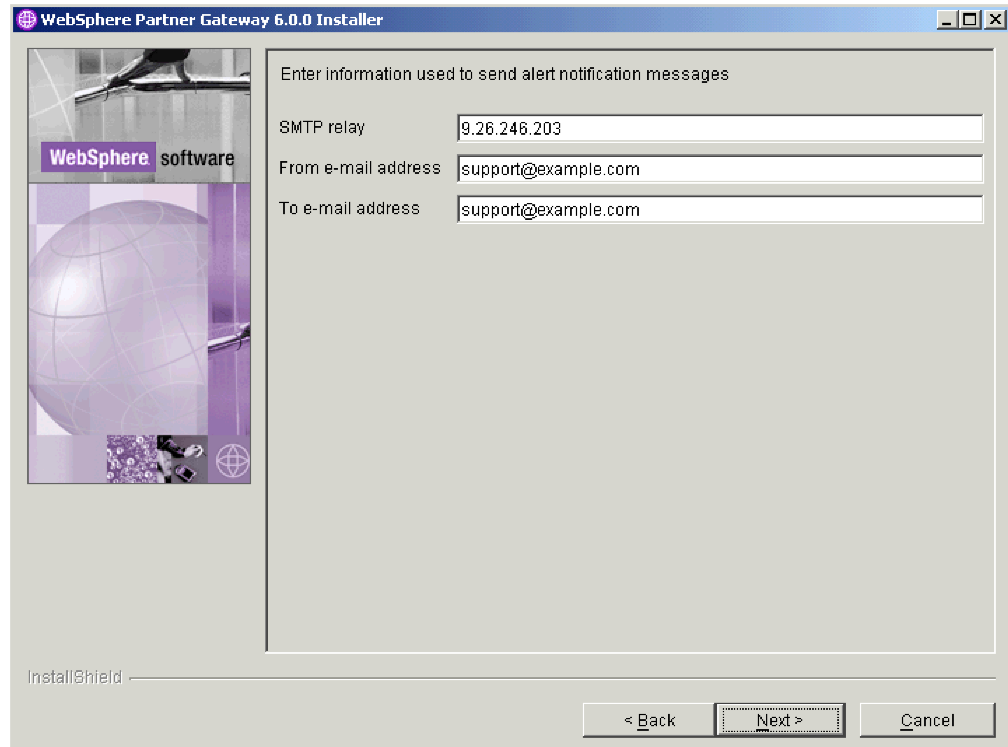 WebSphere Partner Gateway 6.0.0 Installer
WebSphere software
Enter information used to send alert notification messages
SMTP relay 9.26.246.203
From e-mail address support@example.com
To e-mail address support@example.com
InstallShield
< Back Next > Cancel